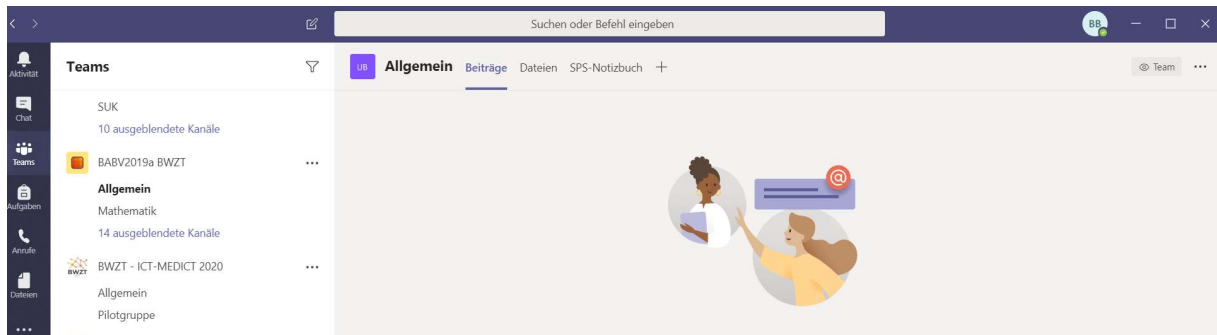 Suchen oder Befehl eingeben
BB
Aktivität
Chat
Teams
Aufgaben
Anrufe
Dateien
Teams
SUK
10 ausgeblendete Kanäle
BABV2019a BWZT
Allgemein
Mathematik
14 ausgeblendete Kanäle
BWZT
BWZT - ICT-MEDICT 2020
Allgemein
Pilotgruppe
UB Allgemein Beiträge Dateien SPS-Notizbuch
Team
@